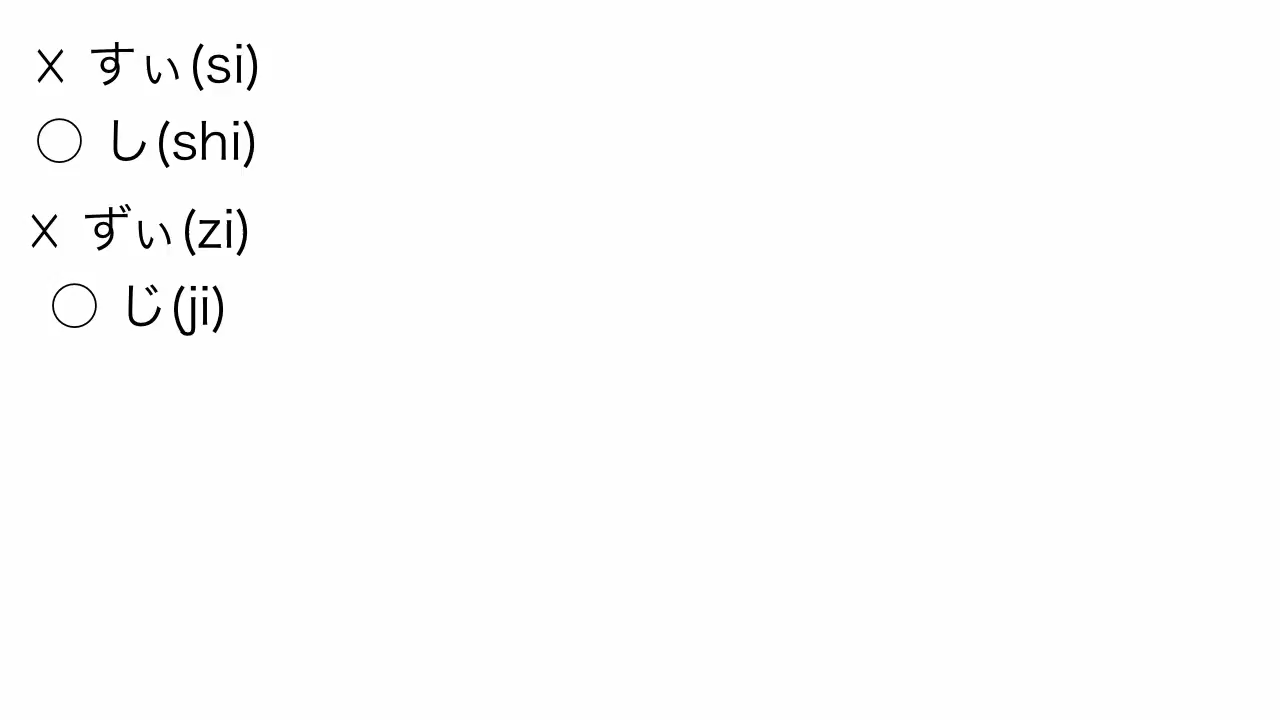 ☓ すぃ(si)
◯ し(shi)
☓ ずぃ(zi)
◯ じ(ji)